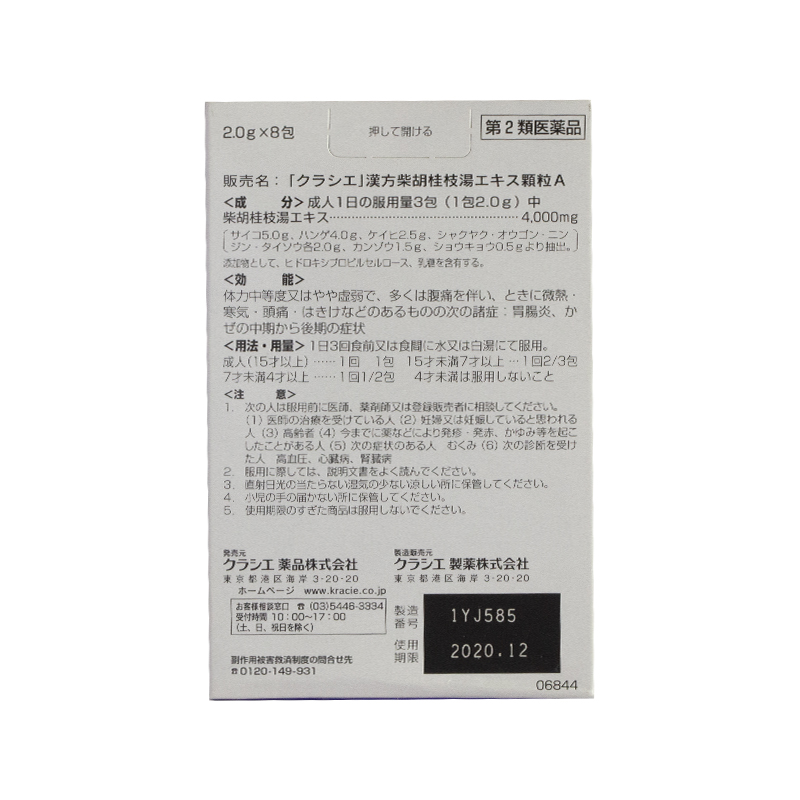 2.0g×8包
押して開ける
第2類医薬品
販売名：「クラシエ」漢方柴胡桂枝湯エキス顆粒A
＜成　分＞成人1日の服用量3包（1包2.0g）中
柴胡桂枝湯エキス……………………………………4,000mg
サイコ5.0g、ハンゲ4.0g、ケイヒ2.5g、シャクヤク・オウゴン・ニン
ジン・タイソウ各2.0g、カンゾウ1.5g、ショウキョウ0.5gより抽出。
添加物として、ヒドロキシプロピルセルロース、乳糖を含有する。
＜効　能＞
体力中等度又はやや虚弱で、多くは腹痛を伴い、ときに微熱・
寒気・頭痛・はきけなどのあるものの次の諸症：胃腸炎、か
ぜの中期から後期の症状
＜用法・用量＞1日3回食前又は食間に水又は白湯にて服用。
成人（15才以上）……1回　1包　15才未満7才以上…1回2/3包
7才未満4才以上……1回1/2包　4才未満は服用しないこと
＜注　意＞
1. 次の人は服用前に医師、薬剤師又は登録販売者に相談してください。
（1）医師の治療を受けている人（2）妊婦又は妊娠していると思われる
人（3）高齢者（4）今までに薬などにより発疹・発赤、かゆみ等を起こ
したことがある人（5）次の症状のある人　むくみ（6）次の診断を受け
た人　高血圧、心臓病、腎臓病
2. 服用に際しては、説明文書をよく読んでください。
3. 直射日光の当たらない湿気の少ない涼しい所に保管してください。
4. 小児の手の届かない所に保管してください。
5. 使用期限のすぎた商品は服用しないでください。
発売元
クラシエ 薬品株式会社
東京都港区海岸 3-20-20
ホームページ www.kracie.co.jp
お客様相談窓口 ☎(03)5446-3334
受付時間 10：00～17：00
（土、日、祝日を除く）
副作用被害救済制度の問合せ先
☎0120-149-931
製造販売元
クラシエ 製薬株式会社
東京都港区海岸 3-20-20
製造
番号
1YJ585
使用
期限
2020.12
06844